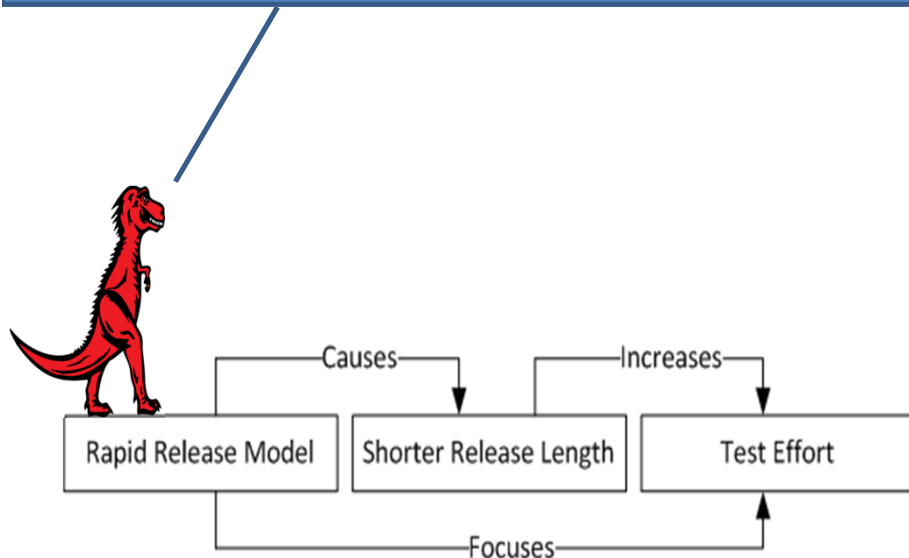 Causes
Increases
Rapid Release Model
Shorter Release Length
Test Effort
Focuses